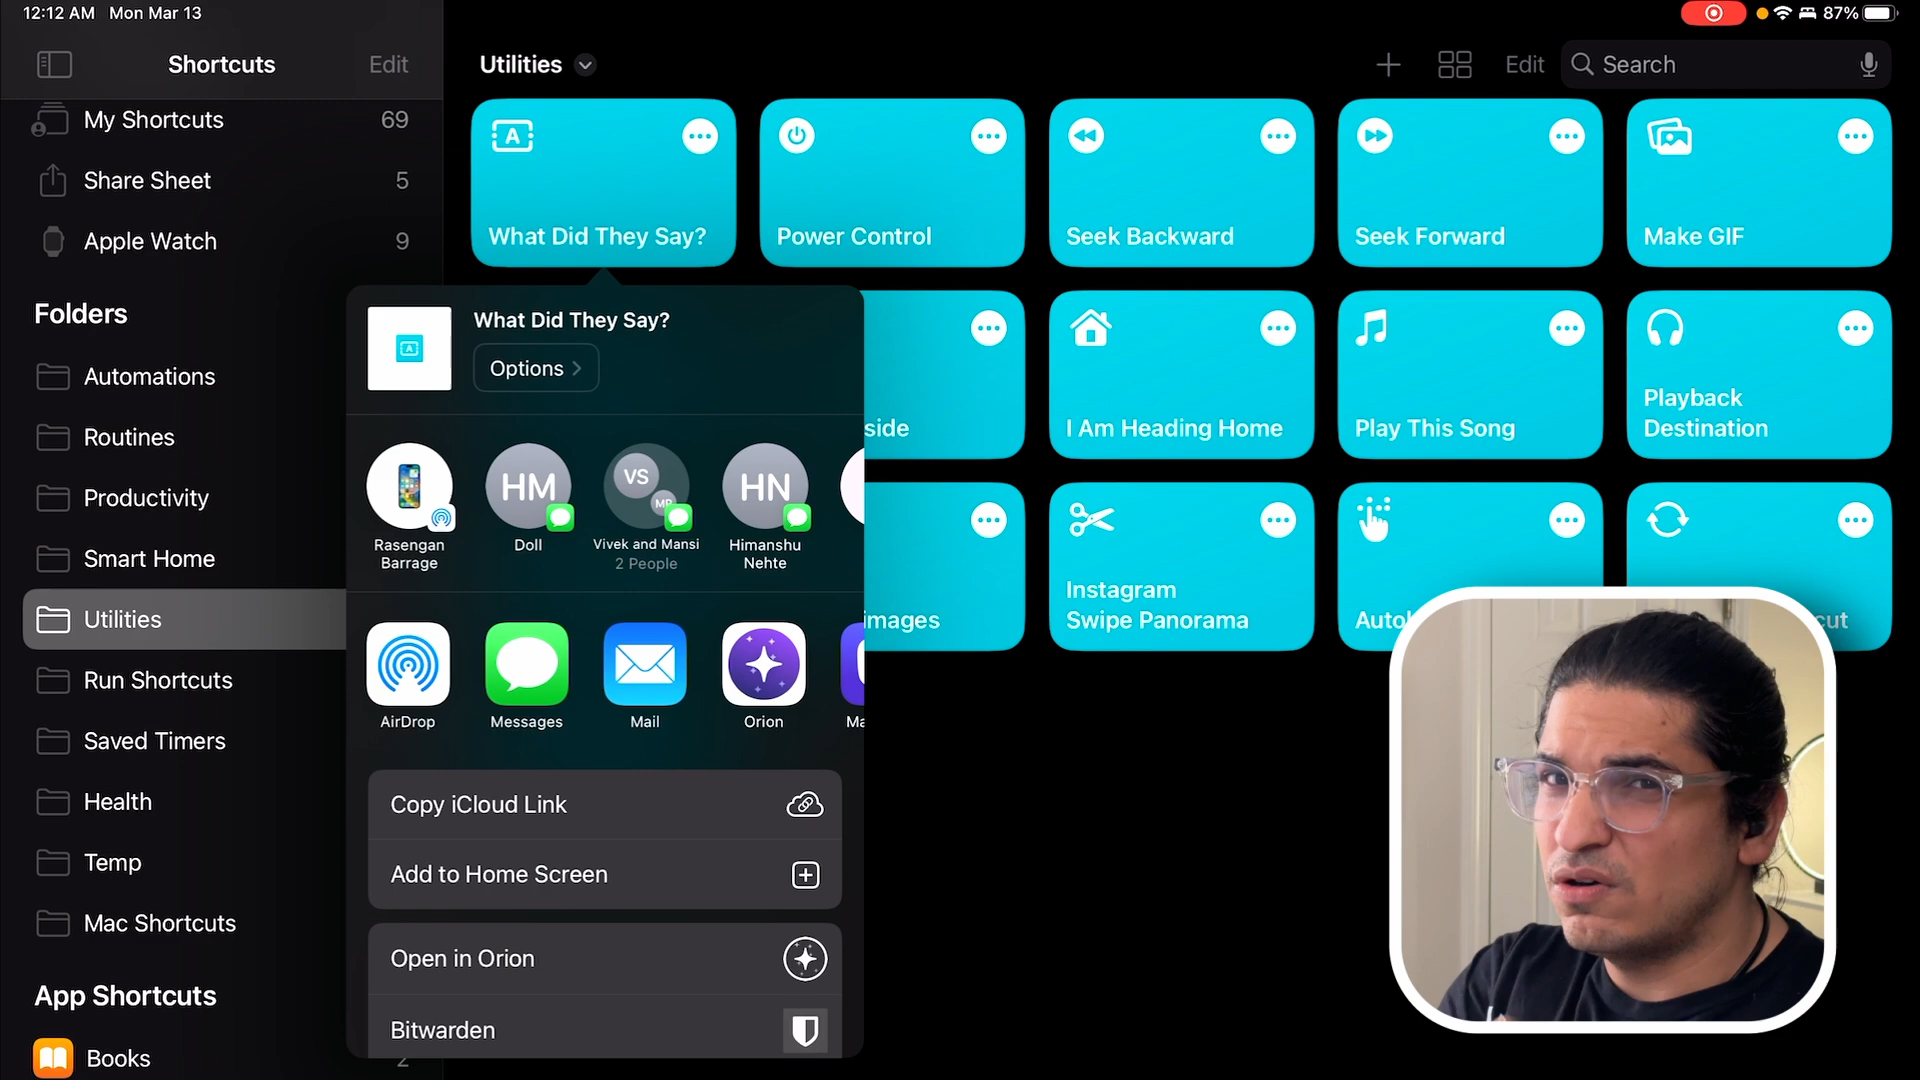 12:12 AM Mon Mar 13
87%
Shortcuts
Edit
My Shortcuts
69
Share Sheet
5
Apple Watch
9
Folders
Automations
Routines
Productivity
Smart Home
Utilities
Run Shortcuts
Saved Timers
Health
Temp
Mac Shortcuts
App Shortcuts
Books
2
Utilities
Edit
Search
A
What Did They Say?
Power Control
Seek Backward
Seek Forward
Make GIF
side
I Am Heading Home
Play This Song
Playback
Destination
images
Instagram
Swipe Panorama
Auto
cut
What Did They Say?
A
Options
HM
VS
MP
HN
Rasengan
Barrage
Doll
Vivek and Mansi
2 People
Himanshu
Nehte
AirDrop
Messages
Mail
Orion
Ma
Copy iCloud Link
Add to Home Screen
Open in Orion
Bitwarden